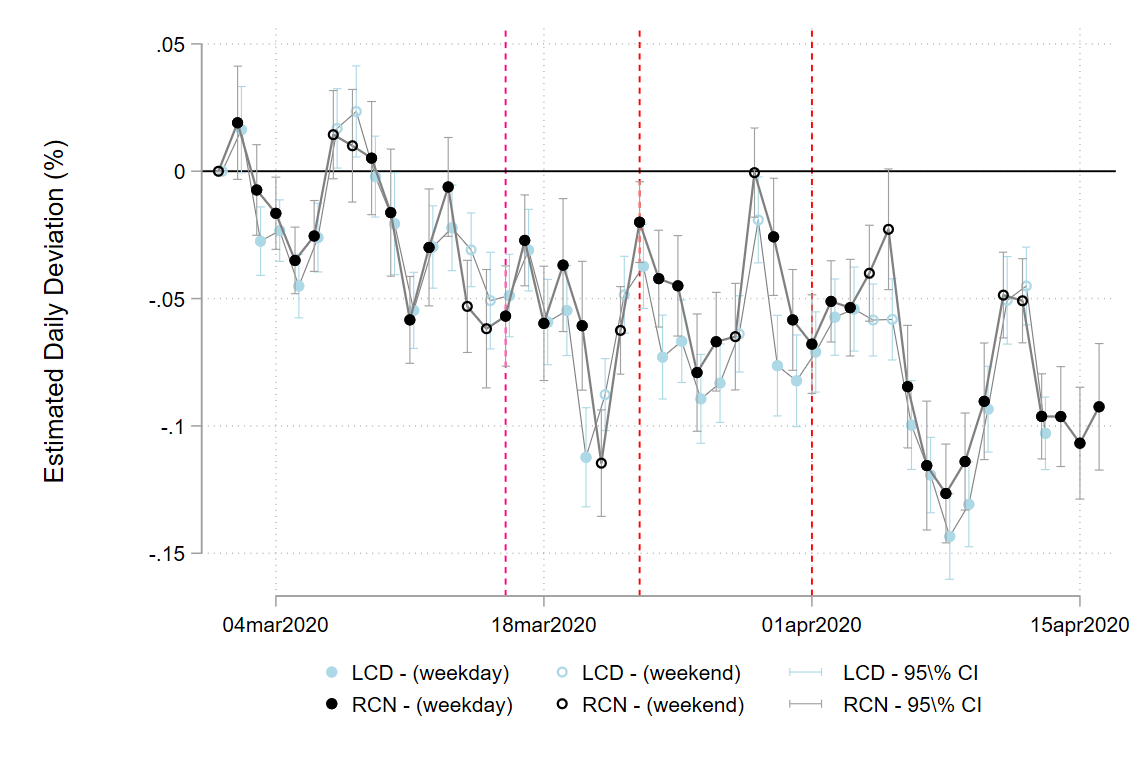 Estimated Daily Deviation (%)
.05
0
-.05
-.1
-.15
04mar2020 18mar2020 01apr2020 15apr2020
LCD - (weekday) LCD - (weekend) LCD - 95\% CI
RCN - (weekday) RCN - (weekend) RCN - 95\% CI